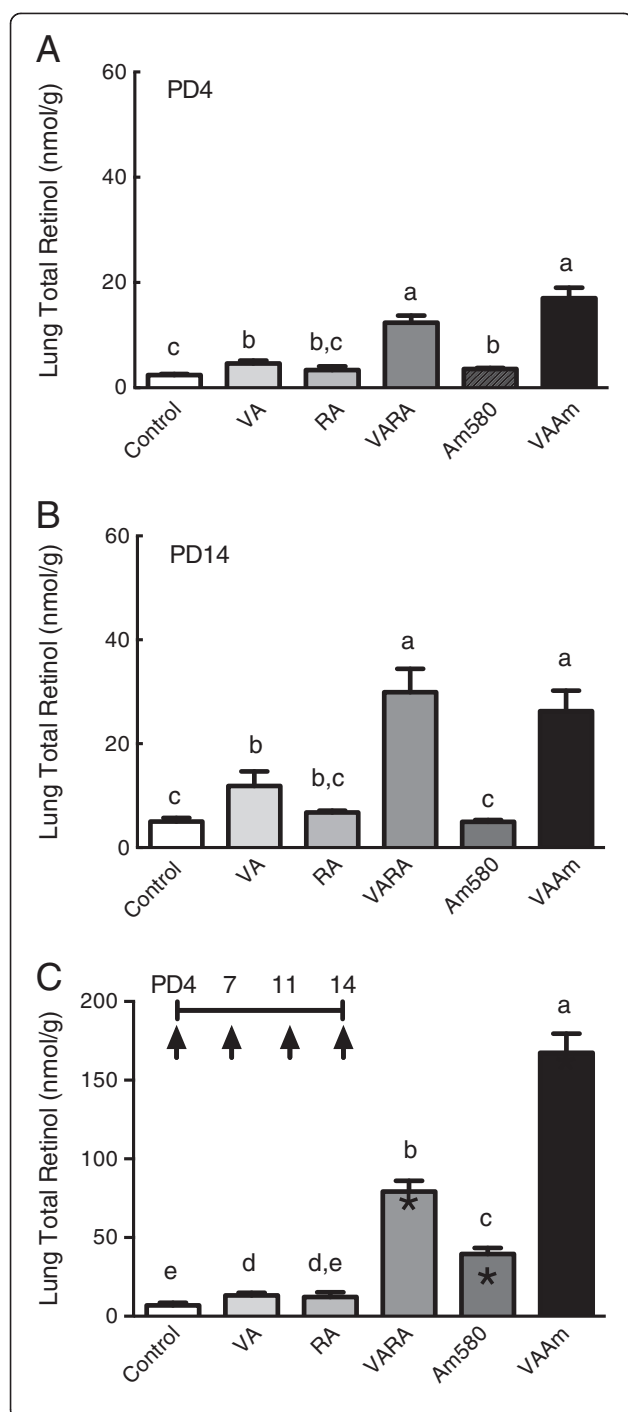 A
Lung Total Retinol (nmol/g)
60
40
20
0
PD4
c
b
b,c
a
b
a
Control
VA
RA
VARA
Am580
VAAm
B
Lung Total Retinol (nmol/g)
60
40
20
0
PD14
c
b
b,c
a
c
a
Control
VA
RA
VARA
Am580
VAAm
C
Lung Total Retinol (nmol/g)
200
150
100
50
0
PD4 7 11 14
e
d
d,e
b
*
c
*
a
Control
VA
RA
VARA
Am580
VAAm